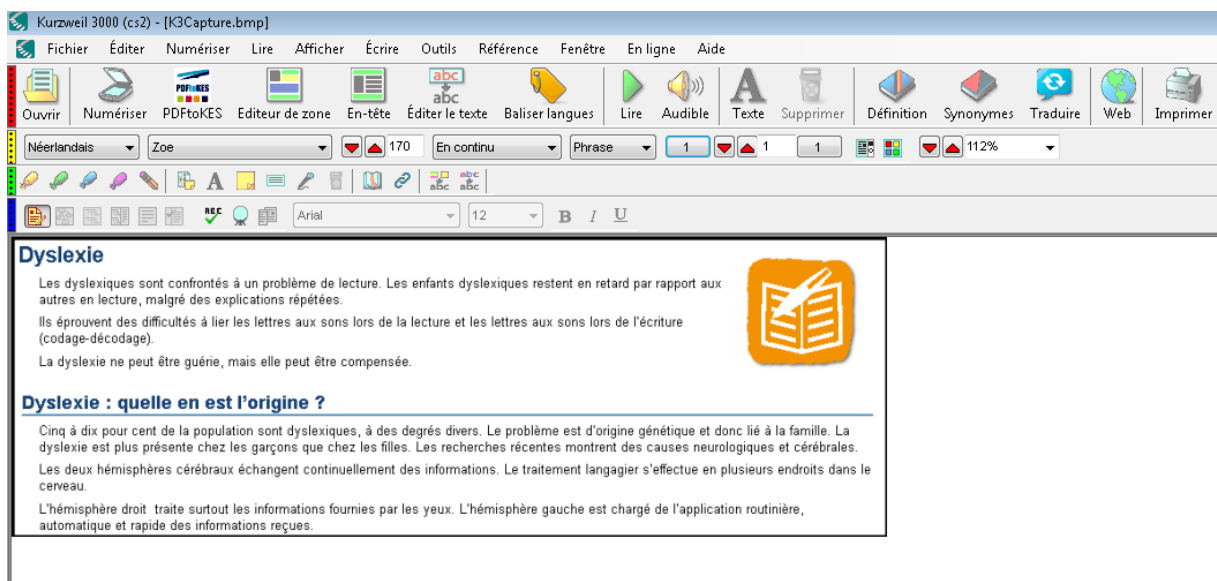 Kurzweil 3000 (cs2) - [K3Capture.bmp]
Fichier Éditer Numériser Lire Afficher Écrire Outils Référence Fenêtre En ligne Aide
PDFtoKES abc abc A
Ouvrir Numériser PDFtoKES Editeur de zone En-tête Éditer le texte Baliser langues Lire Audible Texte Supprimer Définition Synonymes Traduire Web Imprimer
Néerlandais Zoe 170 En continu Phrase 1 1 1 112%
A abc abc
ABC Arial 12 B I U
Dyslexie
Les dyslexiques sont confrontés à un problème de lecture. Les enfants dyslexiques restent en retard par rapport aux
autres en lecture, malgré des explications répétées.
Ils éprouvent des difficultés à lier les lettres aux sons lors de la lecture et les lettres aux sons lors de l'écriture
(codage-décodage).
La dyslexie ne peut être guérie, mais elle peut être compensée.
Dyslexie : quelle en est l'origine ?
Cinq à dix pour cent de la population sont dyslexiques, à des degrés divers. Le problème est d'origine génétique et donc lié à la famille. La
dyslexie est plus présente chez les garçons que chez les filles. Les recherches récentes montrent des causes neurologiques et cérébrales.
Les deux hémisphères cérébraux échangent continuellement des informations. Le traitement langagier s'effectue en plusieurs endroits dans le
cerveau.
L'hémisphère droit traite surtout les informations fournies par les yeux. L'hémisphère gauche est chargé de l'application routinière,
automatique et rapide des informations reçues.